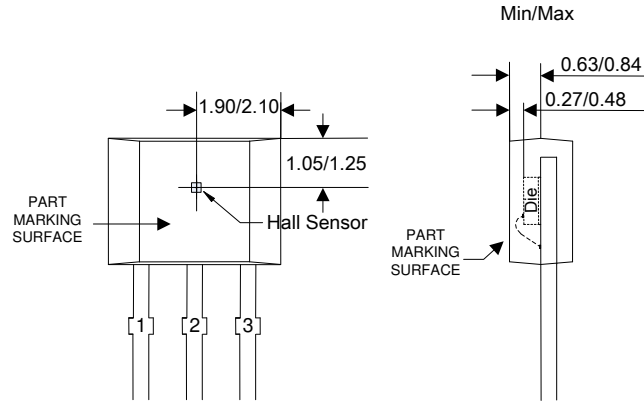 Min/Max
0.63/0.84
0.27/0.48
1.90/2.10
1.05/1.25
PART
MARKING
SURFACE
Hall Sensor
Die
PART
MARKING
SURFACE
1
2
3